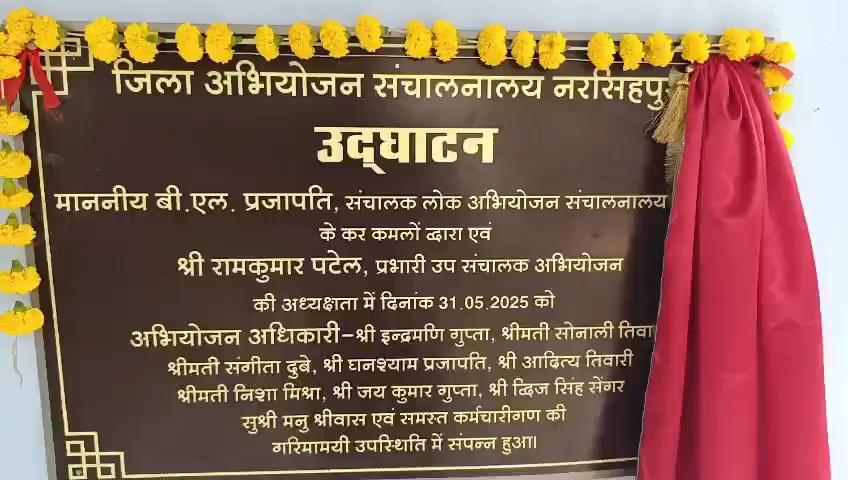 जिला अभियोजन संचालनालय नरसिंहपु
उद्घाटन
माननीय बी.एल. प्रजापति, संचालक लोक अभियोजन संचालनालय
के कर कमलों द्वारा एवं
श्री रामकुमार पटेल, प्रभारी उप संचालक अभियोजन
की अध्यक्षता में दिनांक 31.05.2025 को
अभियोजन अधिकारी–श्री इन्द्रमणि गुप्ता, श्रीमती सोनाली तिवा
श्रीमती संगीता दुबे, श्री घनश्याम प्रजापति, श्री आदित्य तिवारी
श्रीमती निशा मिश्रा, श्री जय कुमार गुप्ता, श्री द्विज सिंह सेंगर
सुश्री मनु श्रीवास एवं समस्त कर्मचारीगण की
गरिमामयी उपस्थिति में संपन्न हुआ।